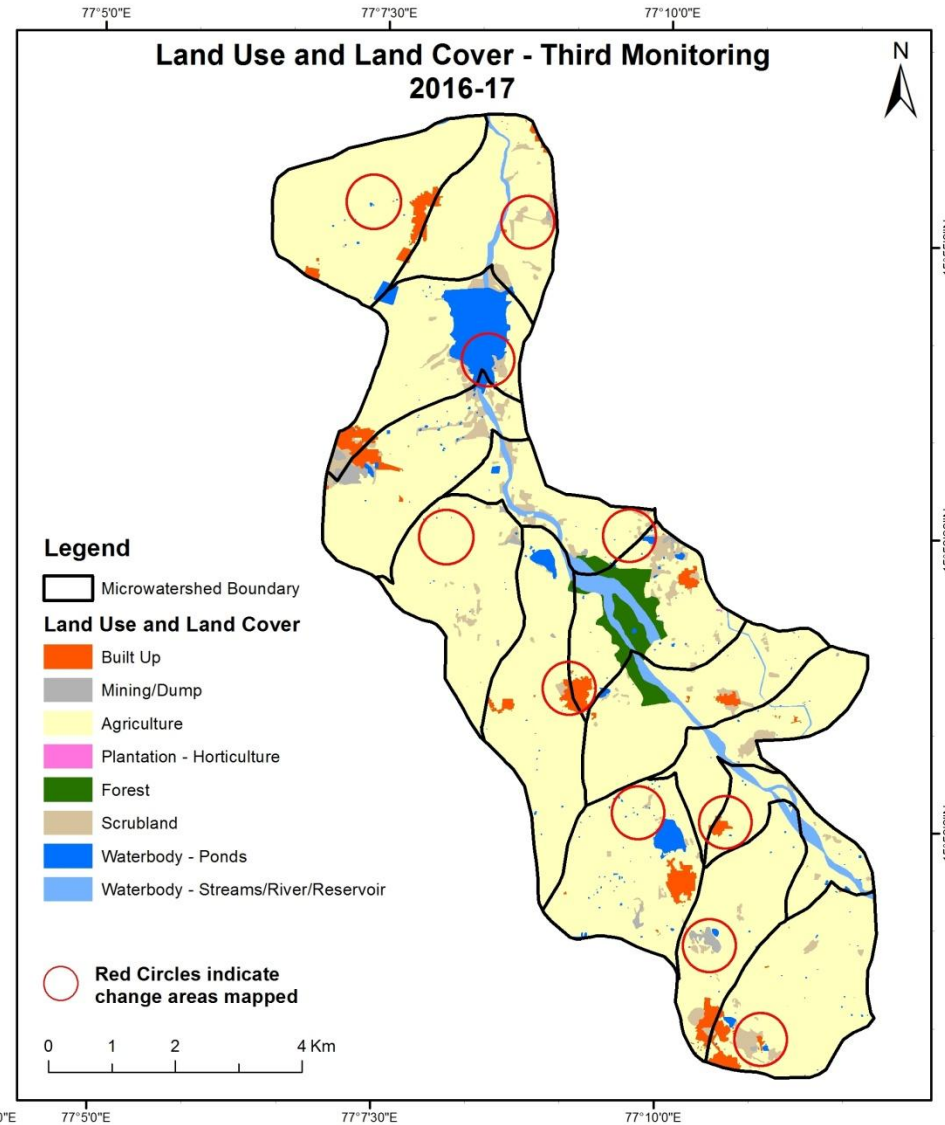 77°5'0"E 77°7'30"E 77°10'0"E
Land Use and Land Cover - Third Monitoring
2016-17
N
Legend
Microwatershed Boundary
Land Use and Land Cover
Built Up
Mining/Dump
Agriculture
Plantation - Horticulture
Forest
Scrubland
Waterbody - Ponds
Waterbody - Streams/River/Reservoir
Red Circles indicate
change areas mapped
0 1 2 4 Km
77°5'0"E 77°7'30"E 77°10'0"E